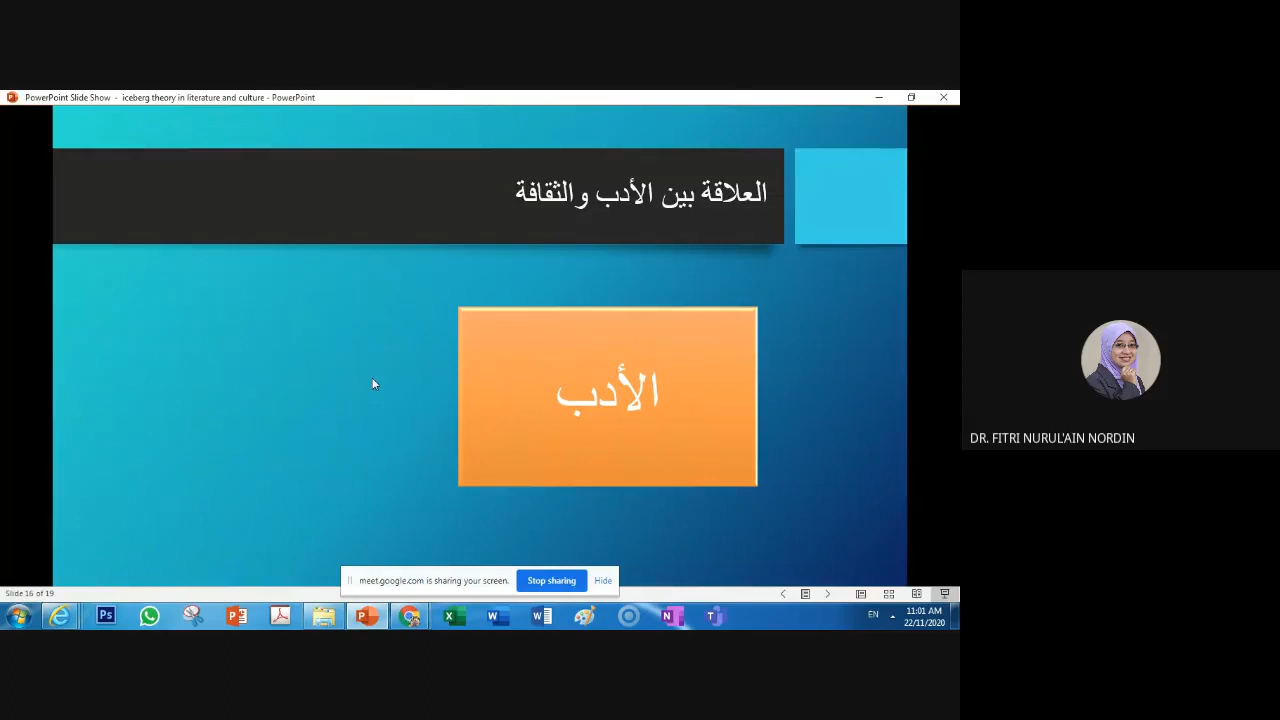 PowerPoint Slide Show - iceberg theory in literature and culture - PowerPoint
العلاقة بين الأدب والثقافة
الأدب
DR. FITRI NURUL'AIN NORDIN
meet.google.com is sharing your screen. Stop sharing Hide
Slide 16 of 19
EN 11:01 AM
22/11/2020